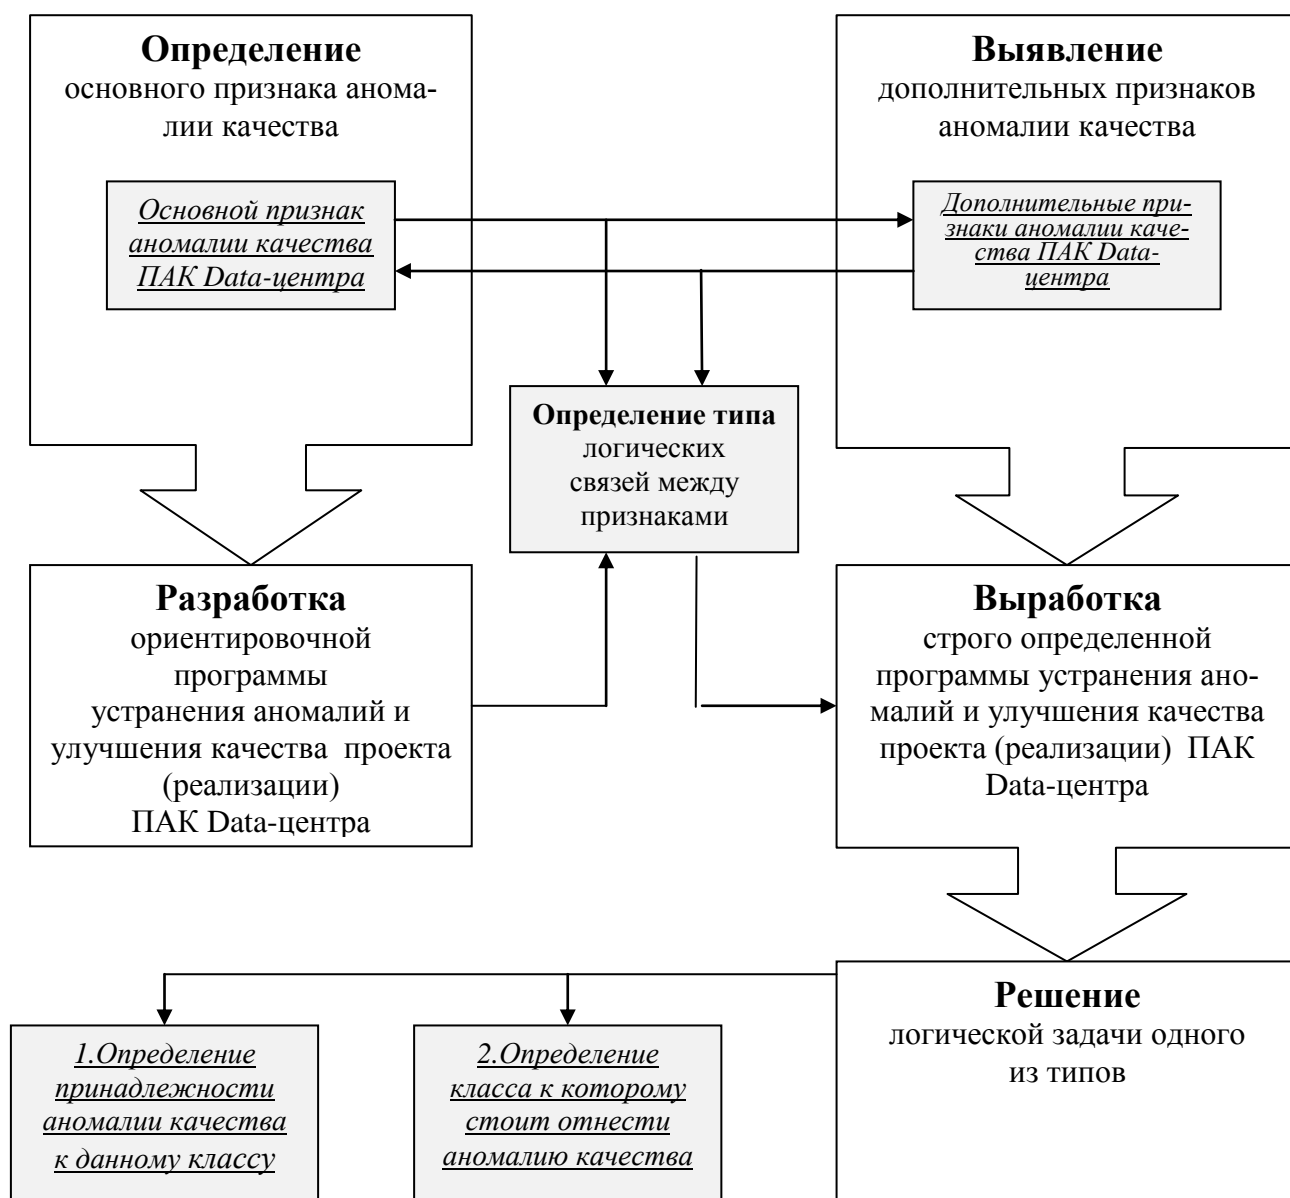 Определение
основного признака анома-
лии качества
Основной признак
аномалии качества
ПАК Data-центра
Выявление
дополнительных признаков
аномалии качества
Дополнительные при-
знаки аномалии каче-
ства ПАК Data-
центра
Определение типа
логических
связей между
признаками
Разработка
ориентировочной
программы
устранения аномалий и
улучшения качества проекта
(реализации)
ПАК Data-центра
Выработка
строго определенной
программы устранения ано-
малий и улучшения качества
проекта (реализации) ПАК
Data-центра
Решение
логической задачи одного
из типов
1.Определение
принадлежности
аномалии качества
к данному классу
2.Определение
класса к которому
стоит отнести
аномалию качества